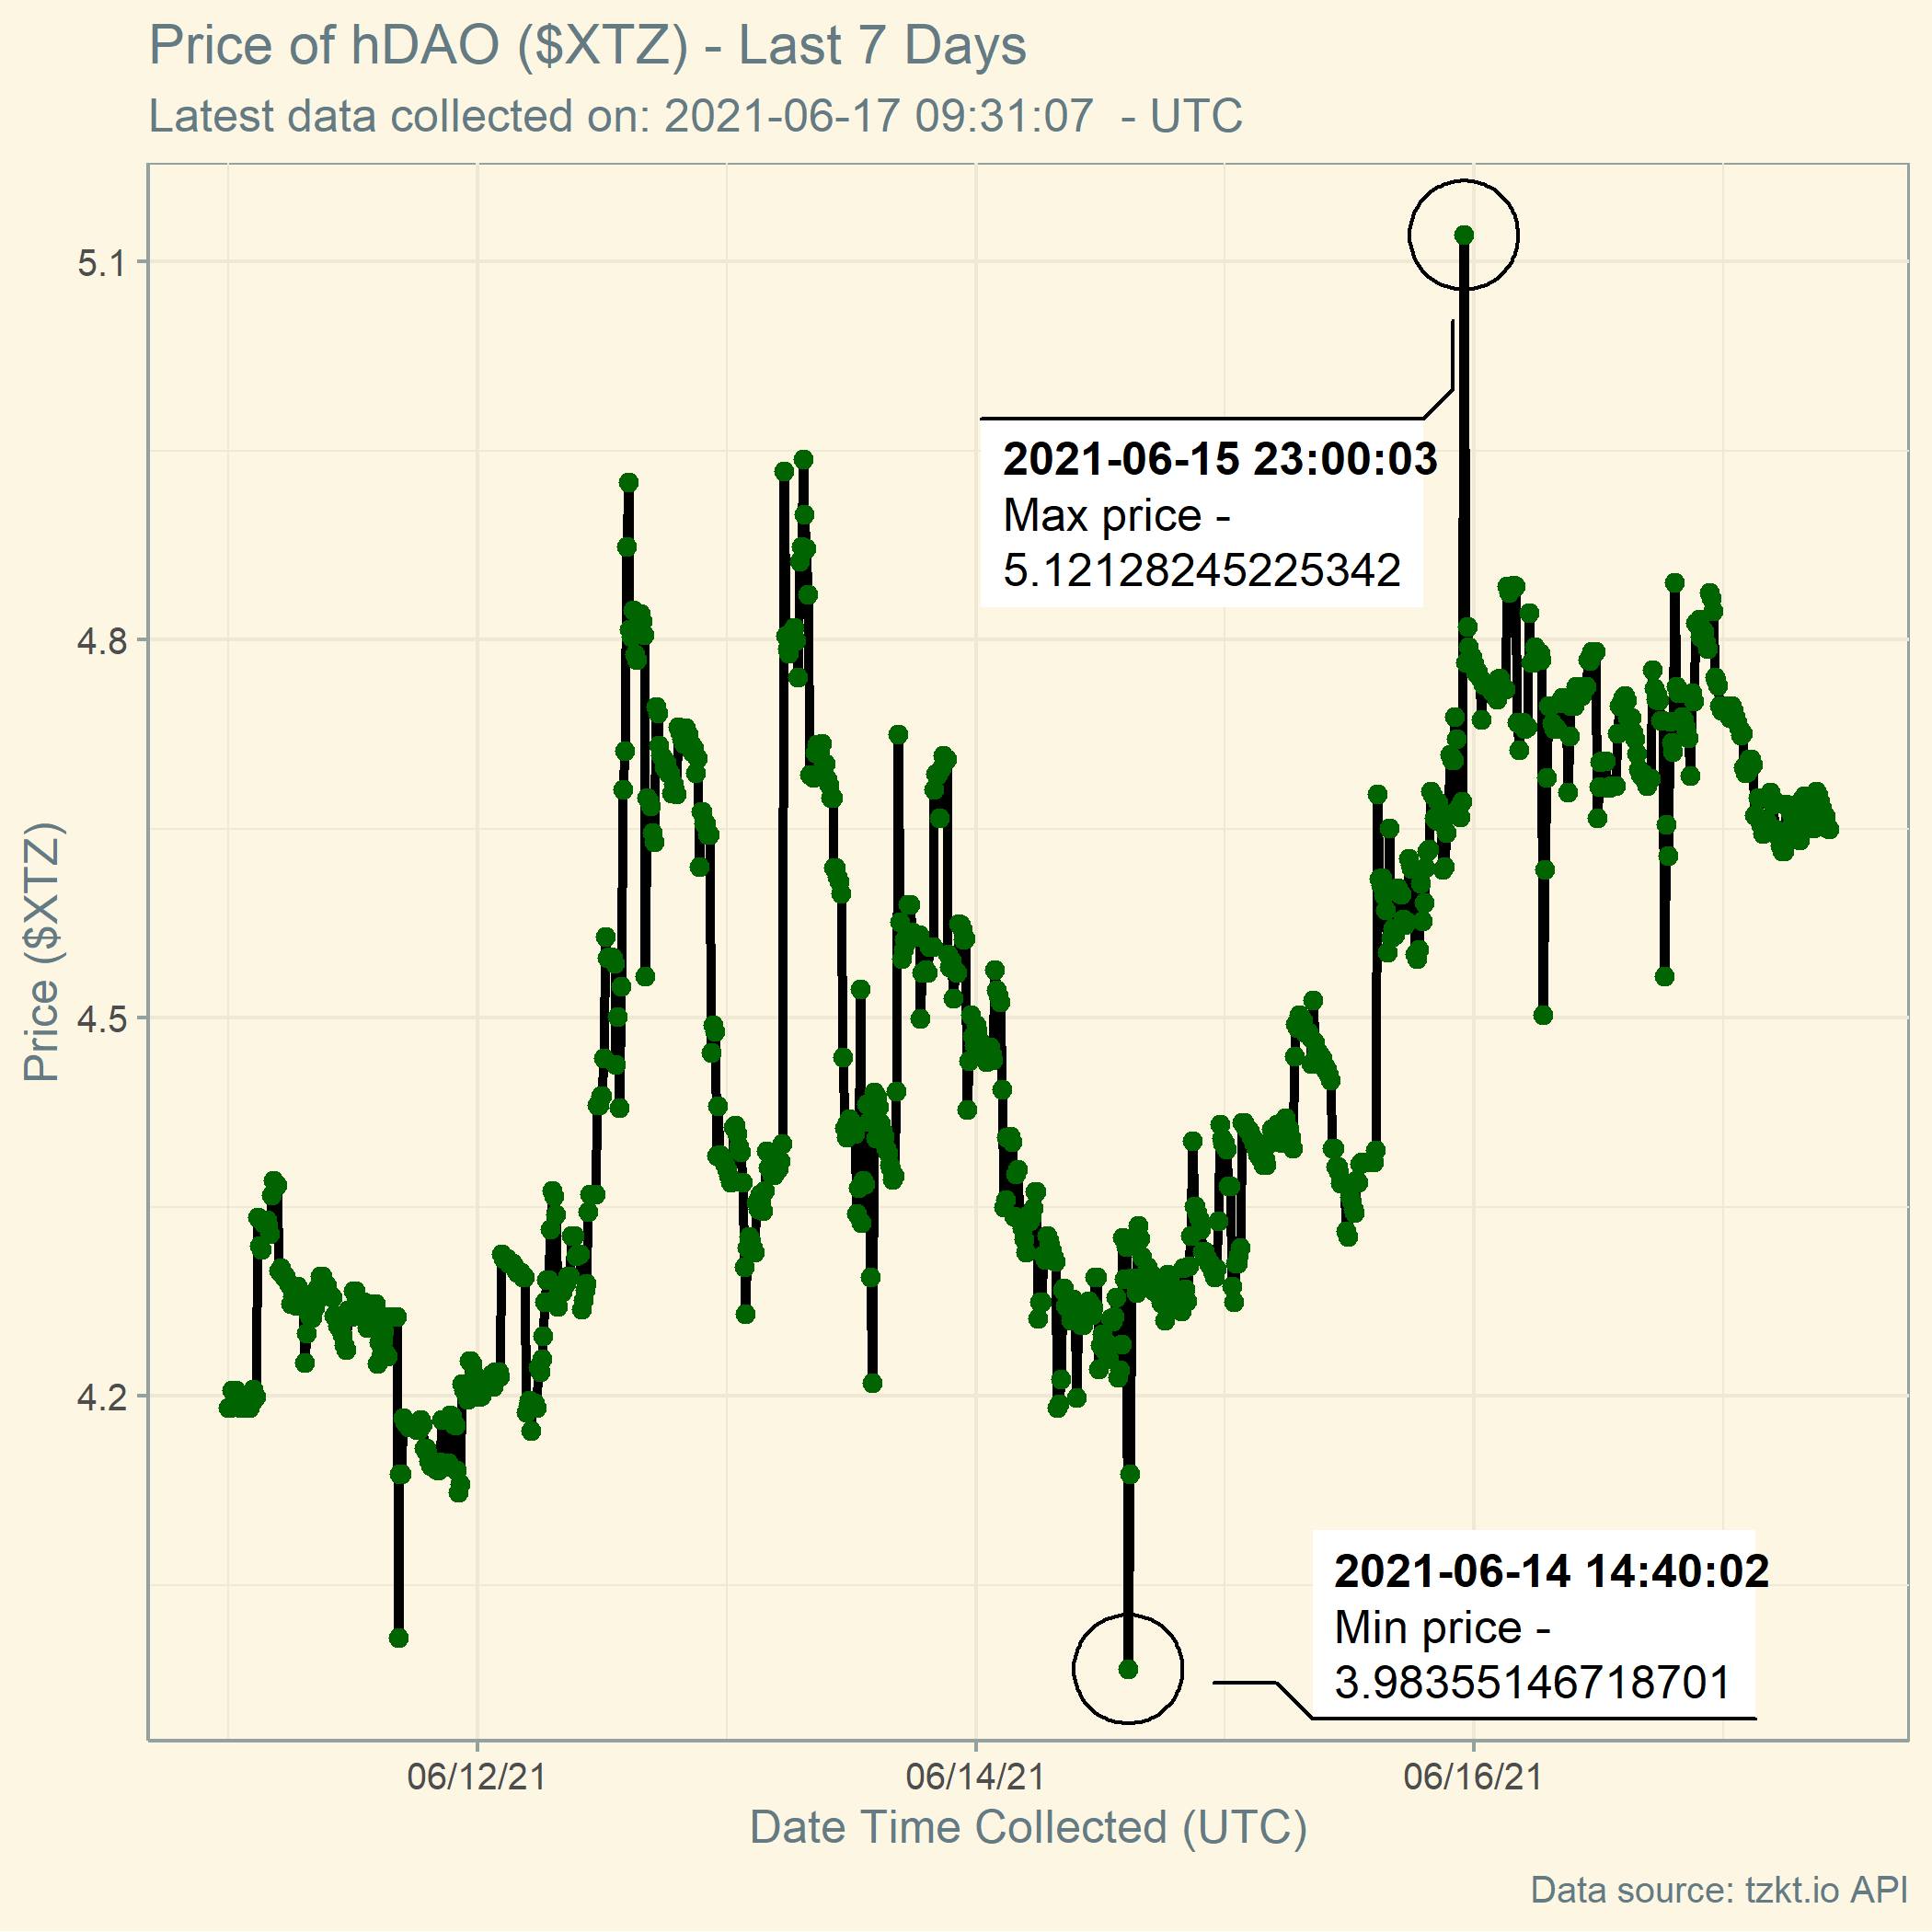 Price of hDAO ($XTZ) - Last 7 Days
Latest data collected on: 2021-06-17 09:31:07  - UTC
5.1
4.8
4.5
4.2
Price ($XTZ)
2021-06-15 23:00:03
Max price -
5.12128245225342
2021-06-14 14:40:02
Min price -
3.98355146718701
06/12/21
06/14/21
06/16/21
Date Time Collected (UTC)
Data source: tzkt.io API